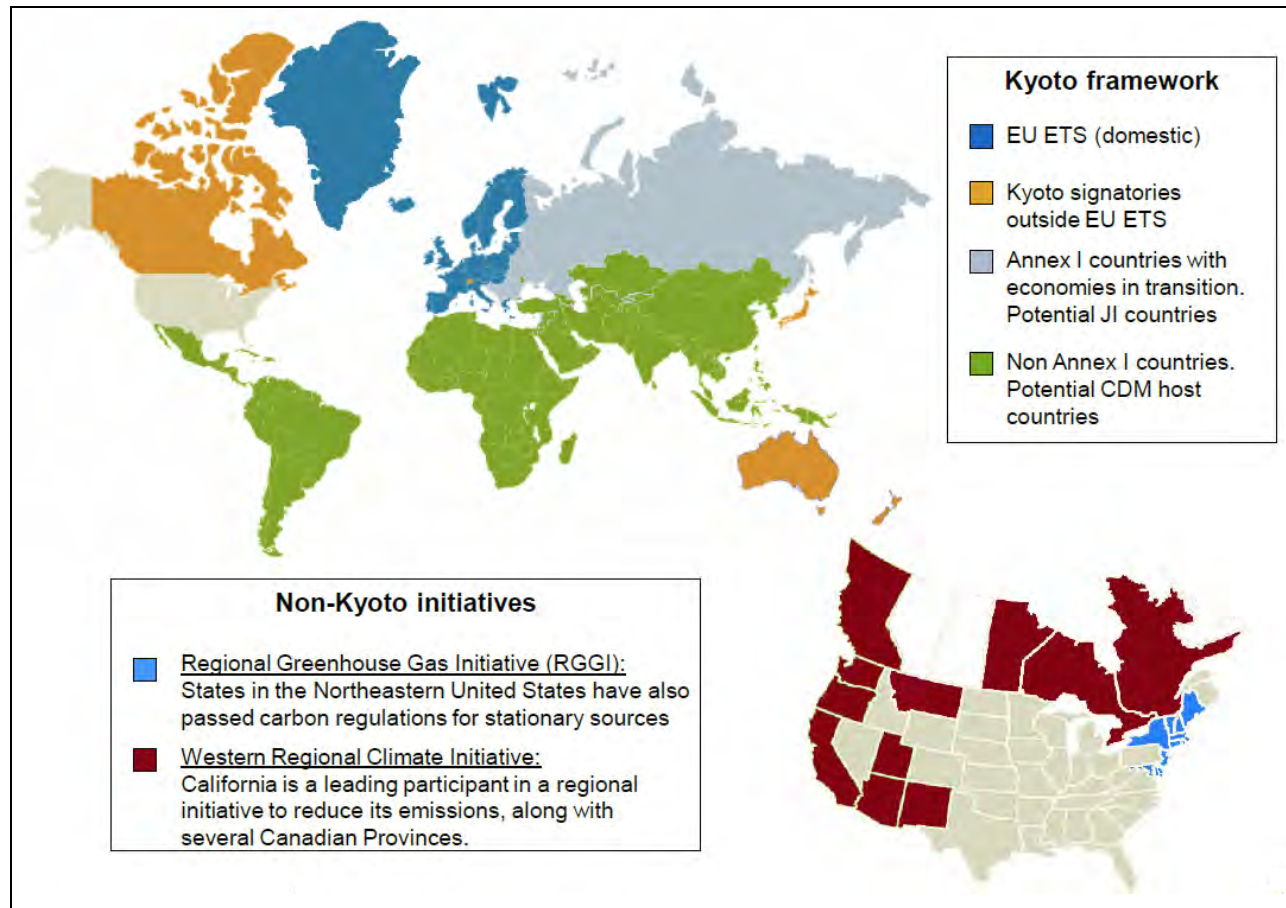 Kyoto framework
EU ETS (domestic)
Kyoto signatories
outside EU ETS
Annex I countries with
economies in transition.
Potential JI countries
Non Annex I countries.
Potential CDM host
countries
Non-Kyoto initiatives
Regional Greenhouse Gas Initiative (RGGI):
States in the Northeastern United States have also
passed carbon regulations for stationary sources
Western Regional Climate Initiative:
California is a leading participant in a regional
initiative to reduce its emissions, along with
several Canadian Provinces.